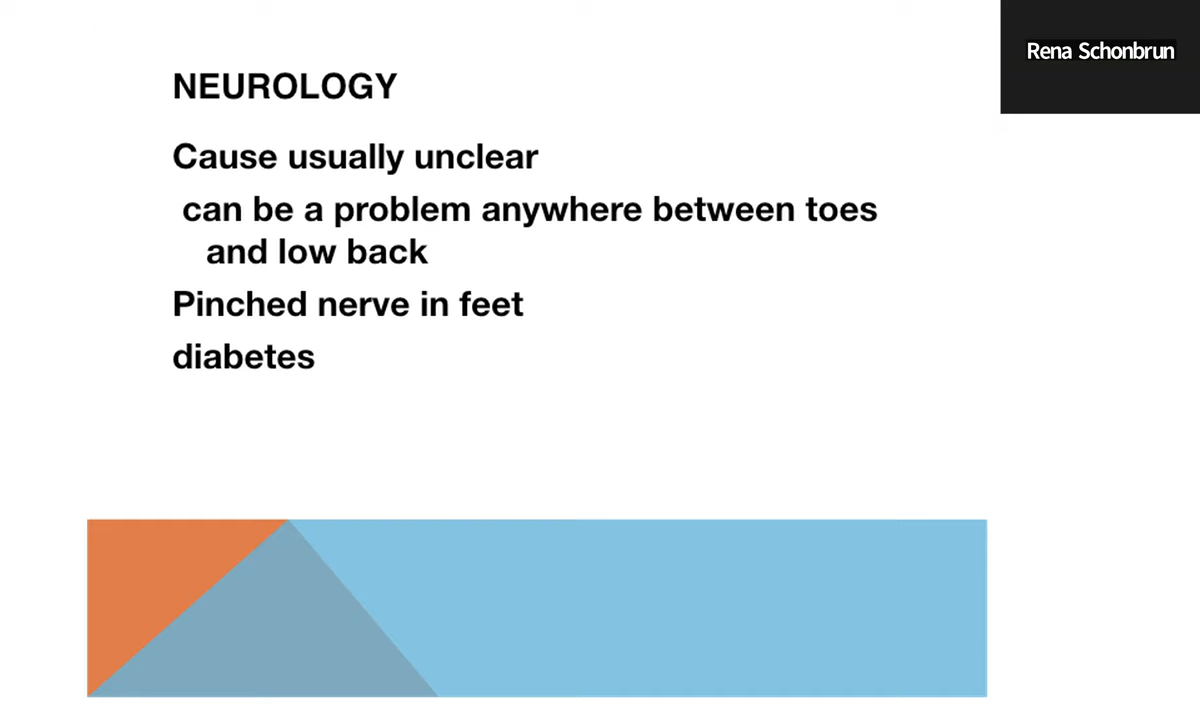 Rena Schonbrun
NEUROLOGY
Cause usually unclear
can be a problem anywhere between toes
and low back
Pinched nerve in feet
diabetes